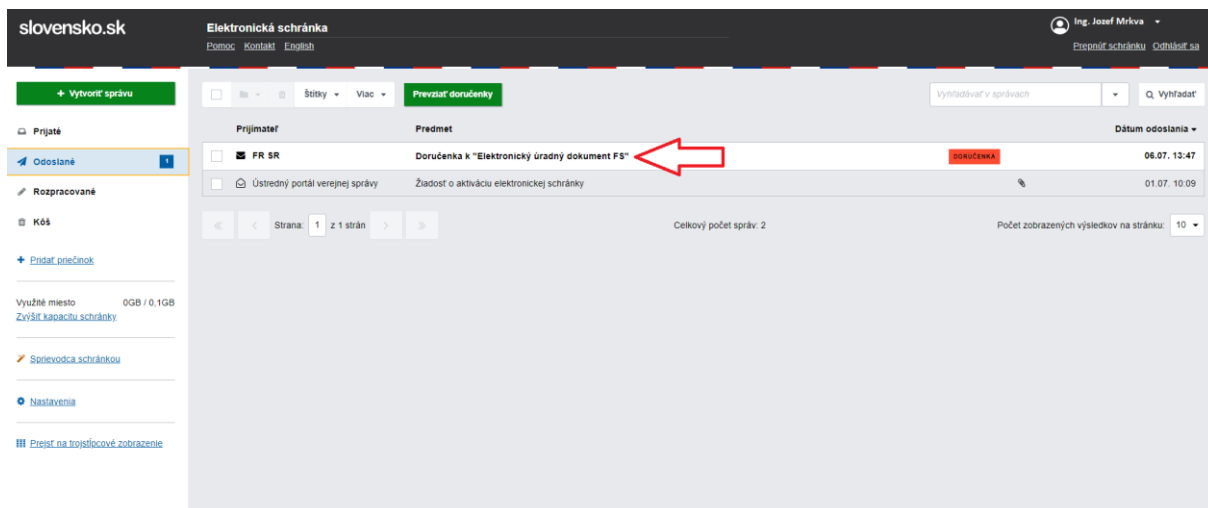 slovensko.sk
Elektronická schránka
Pomoc Kontakt English
Ing. Jozef Mrkva
Prepnúť schránku Odhlásiť sa
+ Vytvoriť správu
Prijaté
Odoslané 1
Rozpracované
Kôš
+ Pridať priečinok
Využité miesto 0GB / 0,1GB
Zvýšiť kapacitu schránky
Sprievodca schránkou
Nastavenia
Prejsť na trojstĺpcové zobrazenie
Štítky Viac Prevziať doručenky
Vyhľadávať v správach Vyhľadať
Prijímateľ Predmet Dátum odoslania
FR SR Doručenka k "Elektronický úradný dokument FS" DORUČENKA 06.07. 13:47
Ústredný portál verejnej správy Žiadosť o aktiváciu elektronickej schránky 01.07. 10:09
Strana: 1 z 1 strán Celkový počet správ: 2 Počet zobrazených výsledkov na stránku: 10